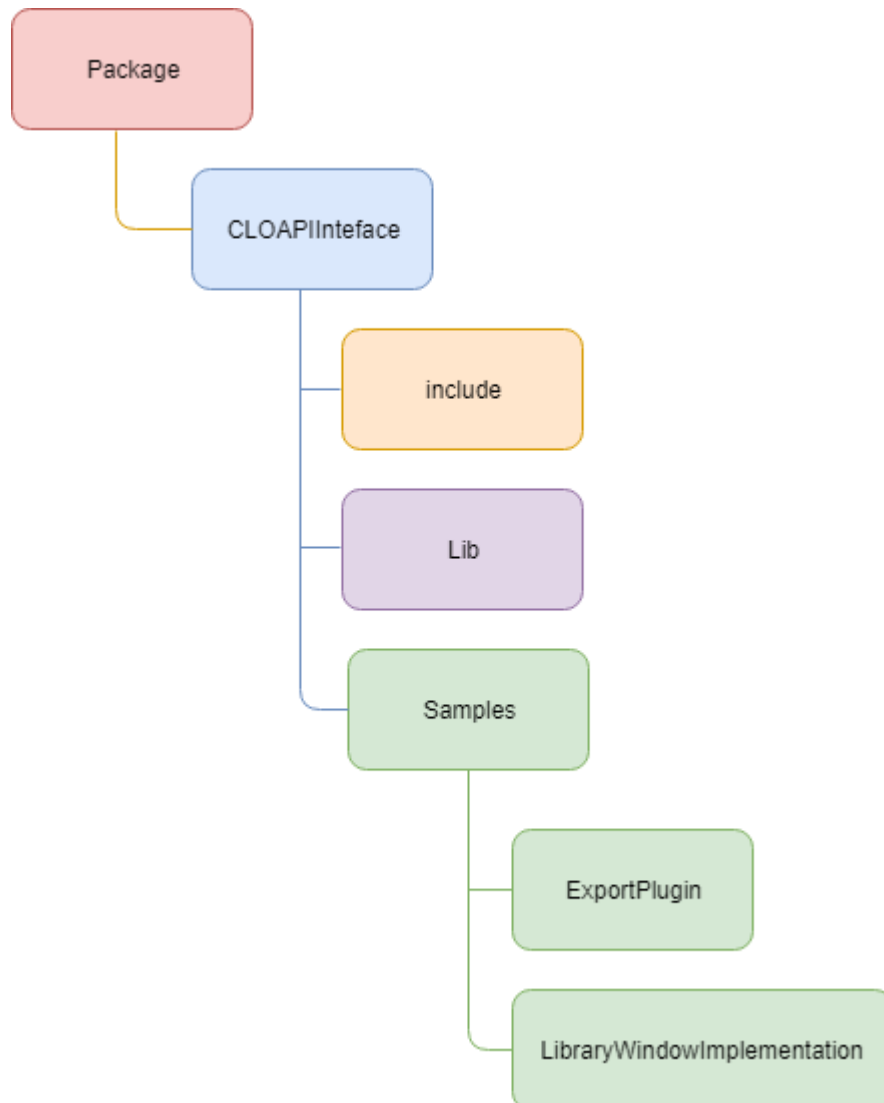 Package
CLOAPIInteface
include
Lib
Samples
ExportPlugin
LibraryWindowImplementation